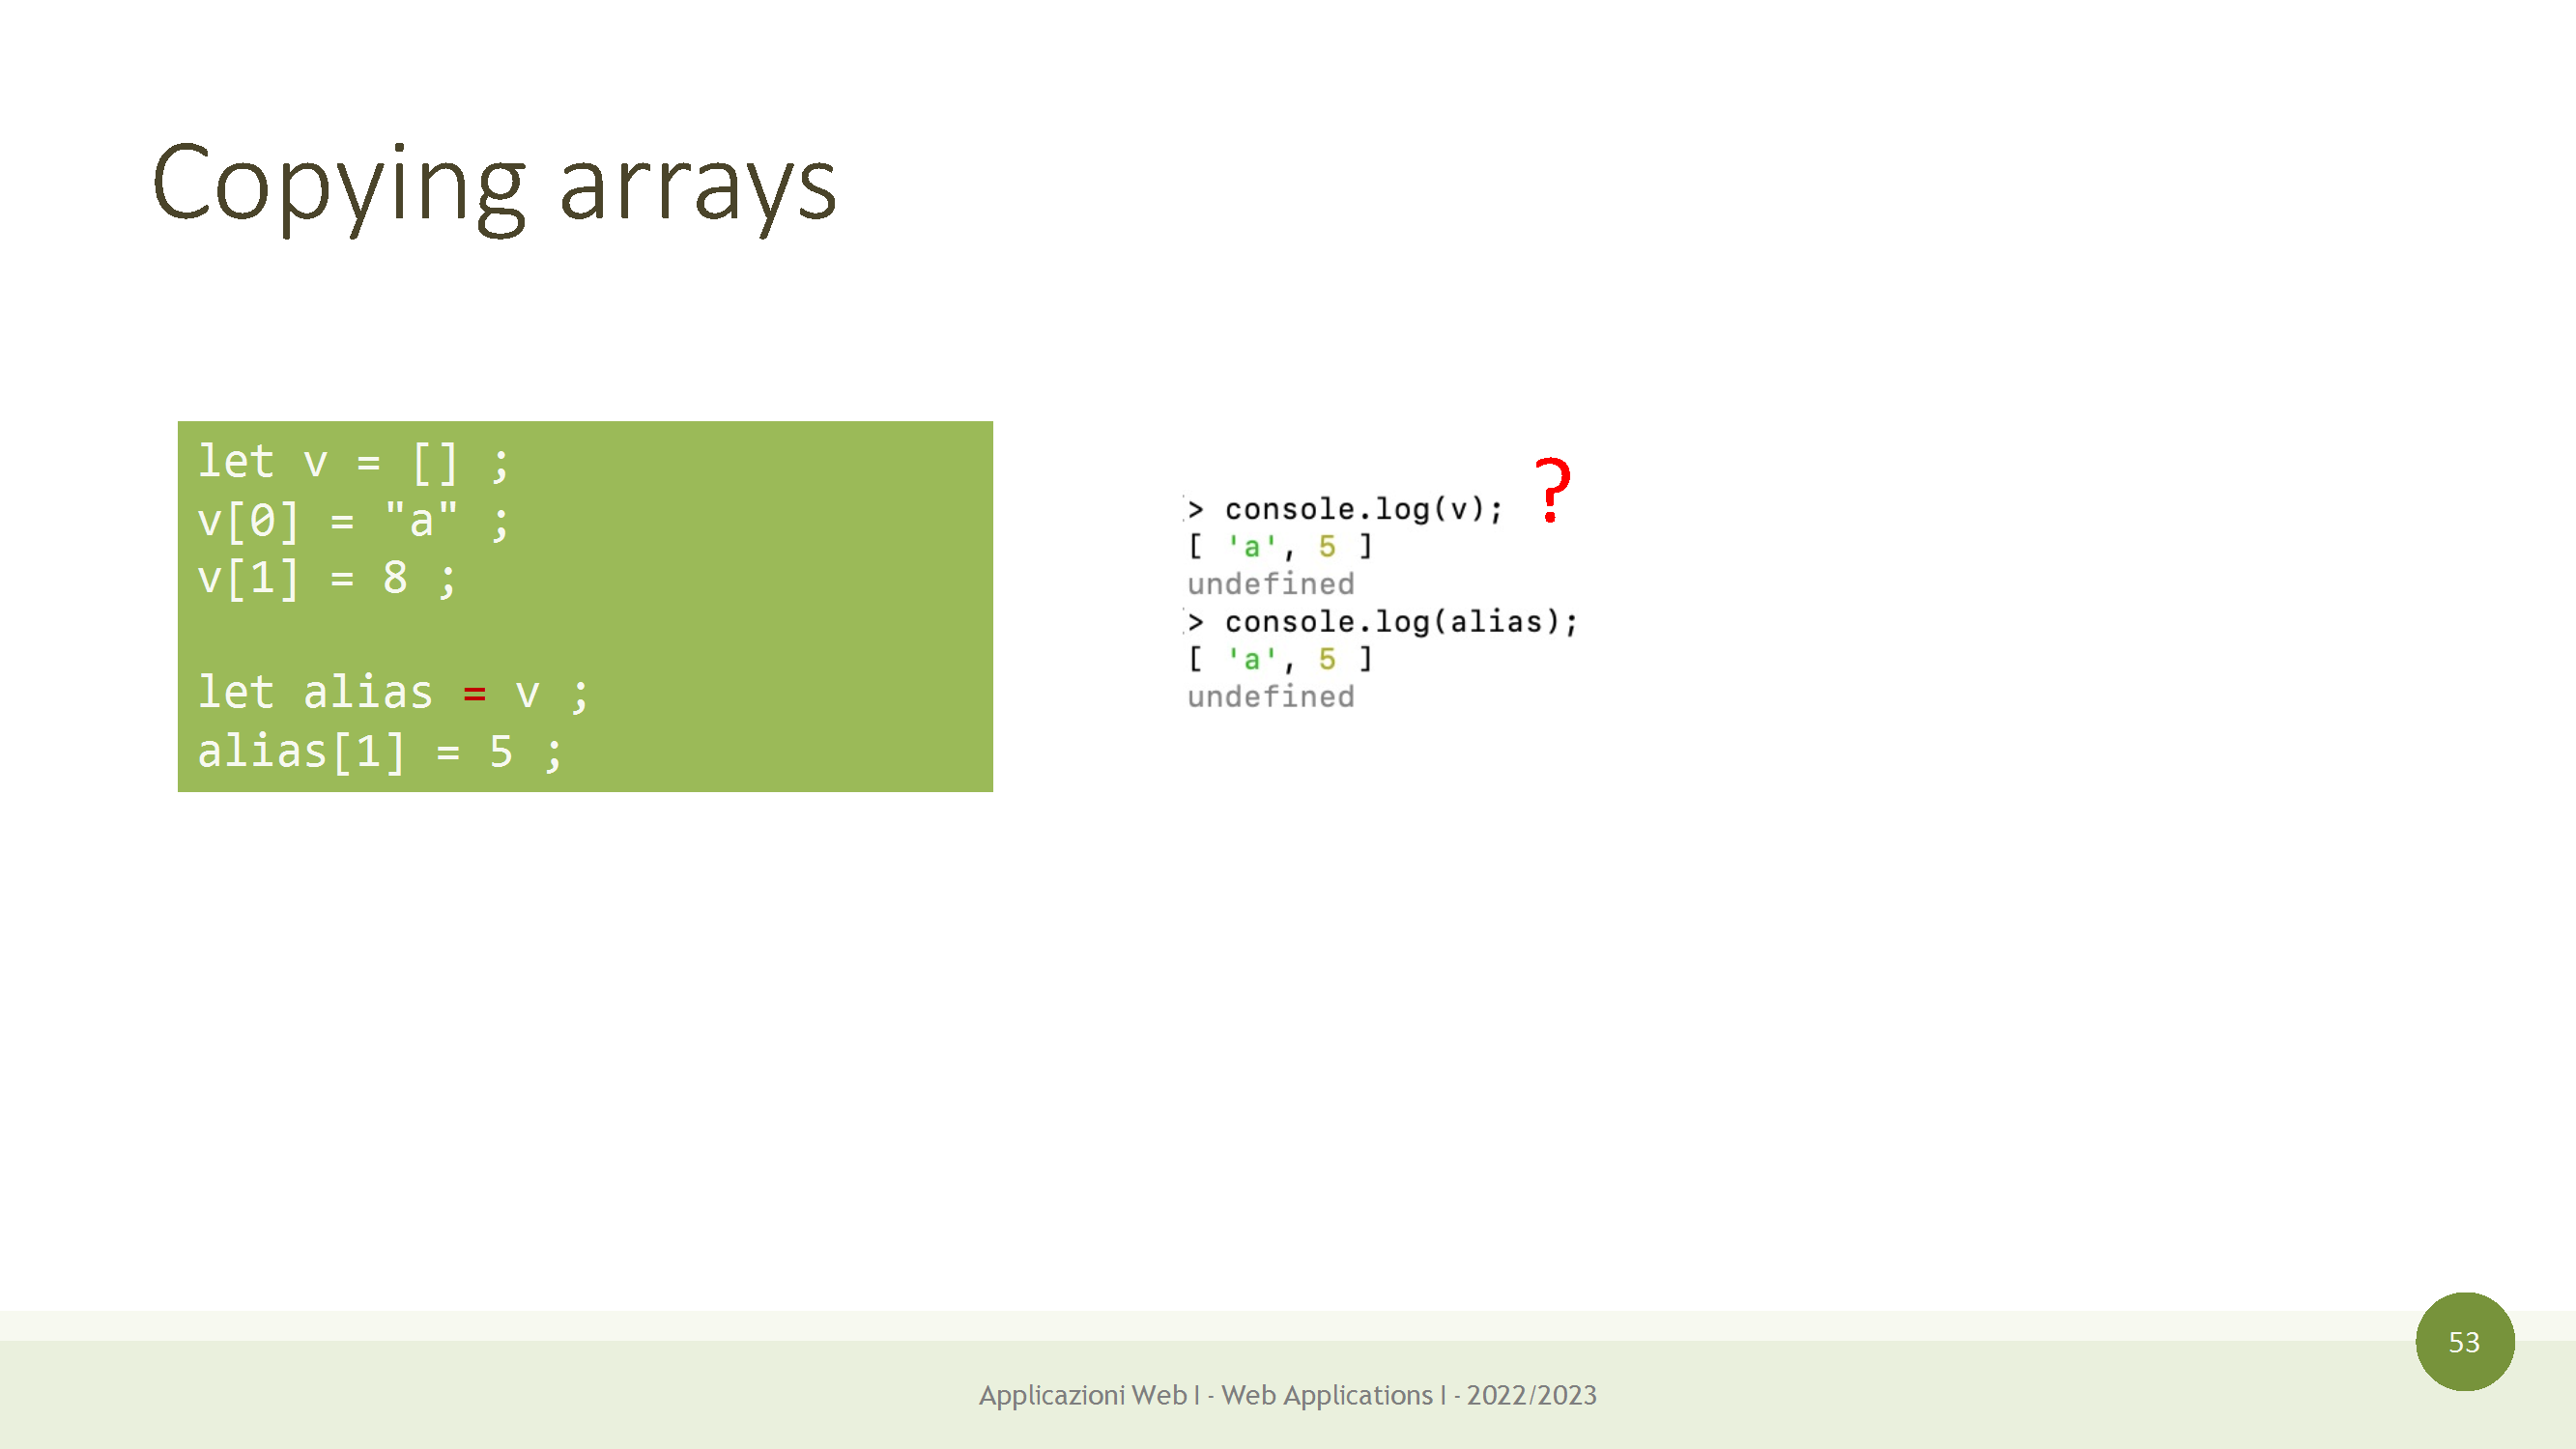 Copying arrays
let v = [] ;
v[0] = "a" ;
v[1] = 8 ;
let alias = v ;
alias[1] = 5 ;
?
> console.log(v);
[ 'a', 5 ]
undefined
> console.log(alias);
[ 'a', 5 ]
undefined
53
Applicazioni Web I - Web Applications I - 2022/2023